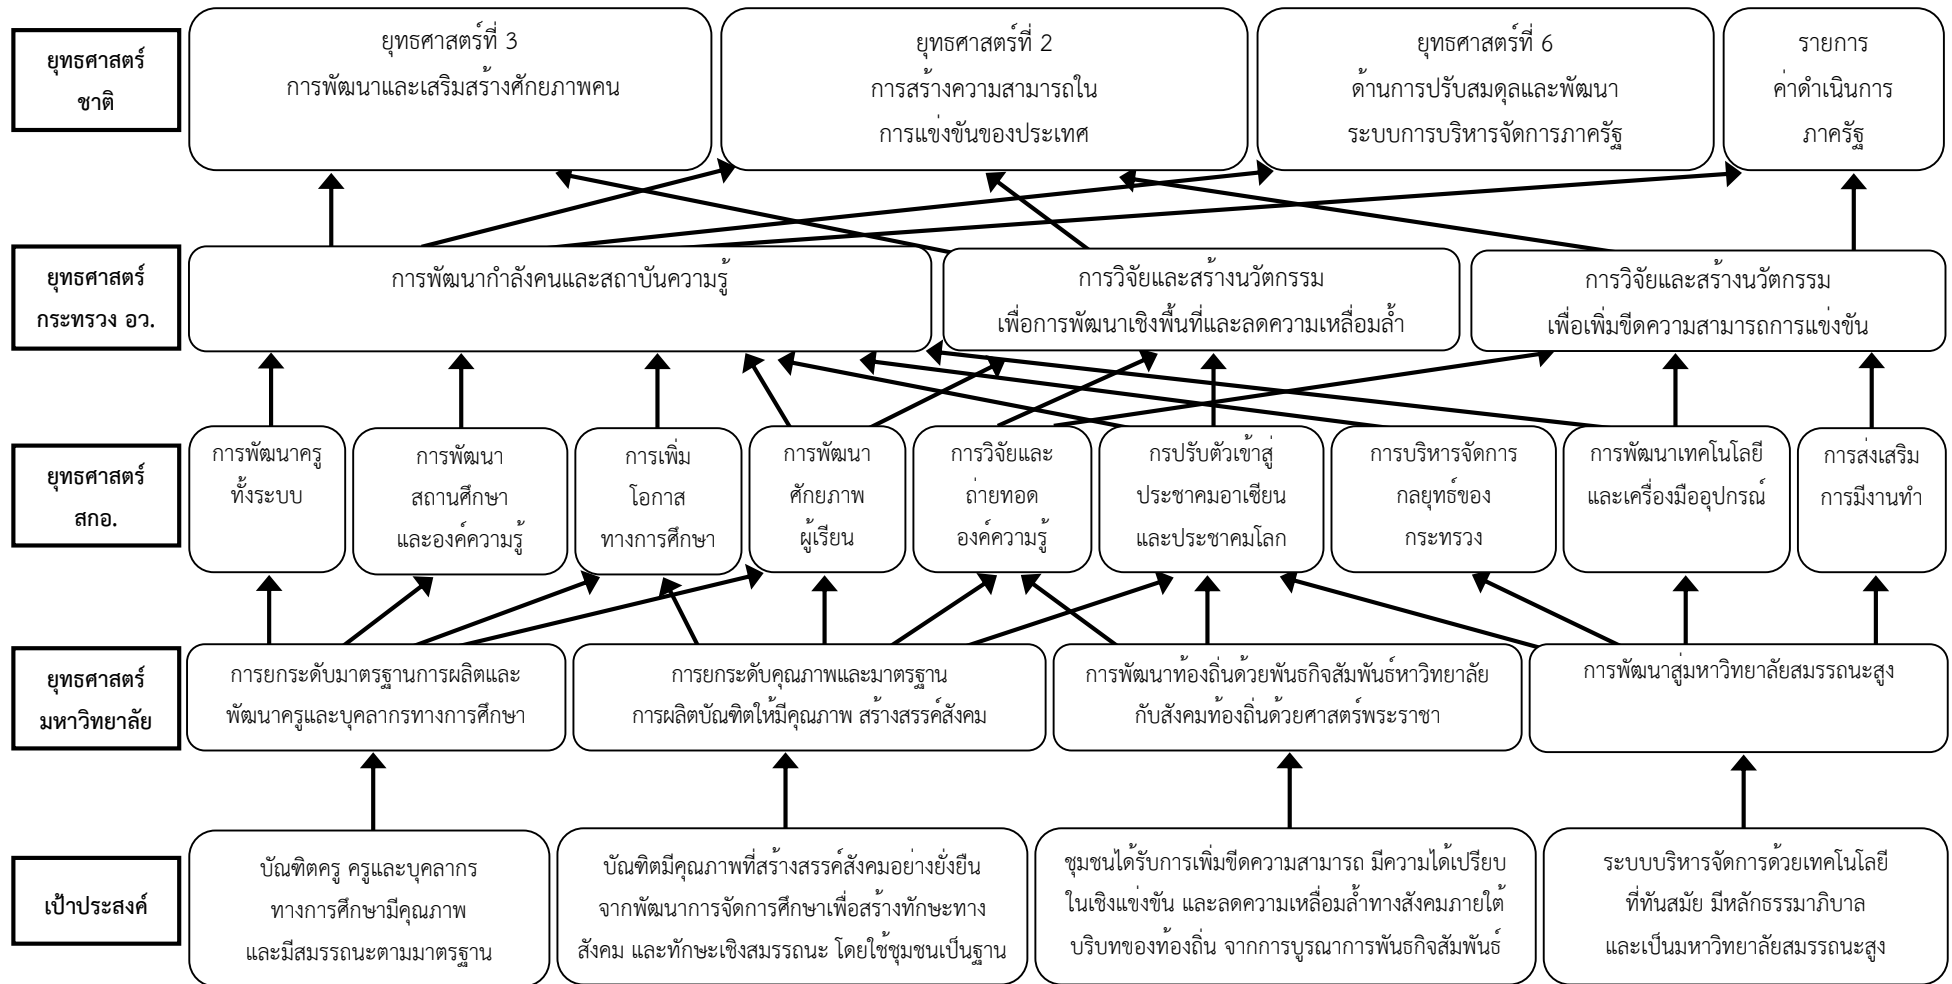 ยุทธศาสตร์
ชาติ
ยุทธศาสตร์ที่ 3
การพัฒนาและเสริมสร้างศักยภาพคน
ยุทธศาสตร์ที่ 2
การสร้างความสามารถใน
การแข่งขันของประเทศ
ยุทธศาสตร์ที่ 6
ด้านการปรับสมดุลและพัฒนา
ระบบการบริหารจัดการภาครัฐ
รายการ
ค่าดำเนินการ
ภาครัฐ
ยุทธศาสตร์
กระทรวง อว.
การพัฒนากำลังคนและสถาบันความรู้
การวิจัยและสร้างนวัตกรรม
เพื่อการพัฒนาเชิงพื้นที่และลดความเหลื่อมล้ำ
การวิจัยและสร้างนวัตกรรม
เพื่อเพิ่มขีดความสามารถการแข่งขัน
ยุทธศาสตร์
สกอ.
การพัฒนาครู
ทั้งระบบ
การพัฒนา
สถานศึกษา
และองค์ความรู้
การเพิ่ม
โอกาส
ทางการศึกษา
การพัฒนา
ศักยภาพ
ผู้เรียน
การวิจัยและ
ถ่ายทอด
องค์ความรู้
กรปรับตัวเข้าสู่
ประชาคมอาเซียน
และประชาคมโลก
การบริหารจัดการ
กลยุทธ์ของ
กระทรวง
การพัฒนาเทคโนโลยี
และเครื่องมืออุปกรณ์
การส่งเสริม
การมีงานทำ
ยุทธศาสตร์
มหาวิทยาลัย
การยกระดับมาตรฐานการผลิตและ
พัฒนาครูและบุคลากรทางการศึกษา
การยกระดับคุณภาพและมาตรฐาน
การผลิตบัณฑิตให้มีคุณภาพ สร้างสรรค์สังคม
การพัฒนาท้องถิ่นด้วยพันธกิจสัมพันธ์หาวิทยาลัย
กับสังคมท้องถิ่นด้วยศาสตร์พระราชา
การพัฒนาสู่มหาวิทยาลัยสมรรถนะสูง
เป้าประสงค์
บัณฑิตครู ครูและบุคลากร
ทางการศึกษามีคุณภาพ
และมีสมรรถนะตามมาตรฐาน
บัณฑิตมีคุณภาพที่สร้างสรรค์สังคมอย่างยั่งยืน
จากพัฒนาการจัดการศึกษาเพื่อสร้างทักษะทาง
สังคม และทักษะเชิงสมรรถนะ โดยใช้ชุมชนเป็นฐาน
ชุมชนได้รับการเพิ่มขีดความสามารถ มีความได้เปรียบ
ในเชิงแข่งขัน และลดความเหลื่อมล้ำทางสังคมภายใต้
บริบทของท้องถิ่น จากการบูรณาการพันธกิจสัมพันธ์
ระบบบริหารจัดการด้วยเทคโนโลยี
ที่ทันสมัย มีหลักธรรมาภิบาล
และเป็นมหาวิทยาลัยสมรรถนะสูง